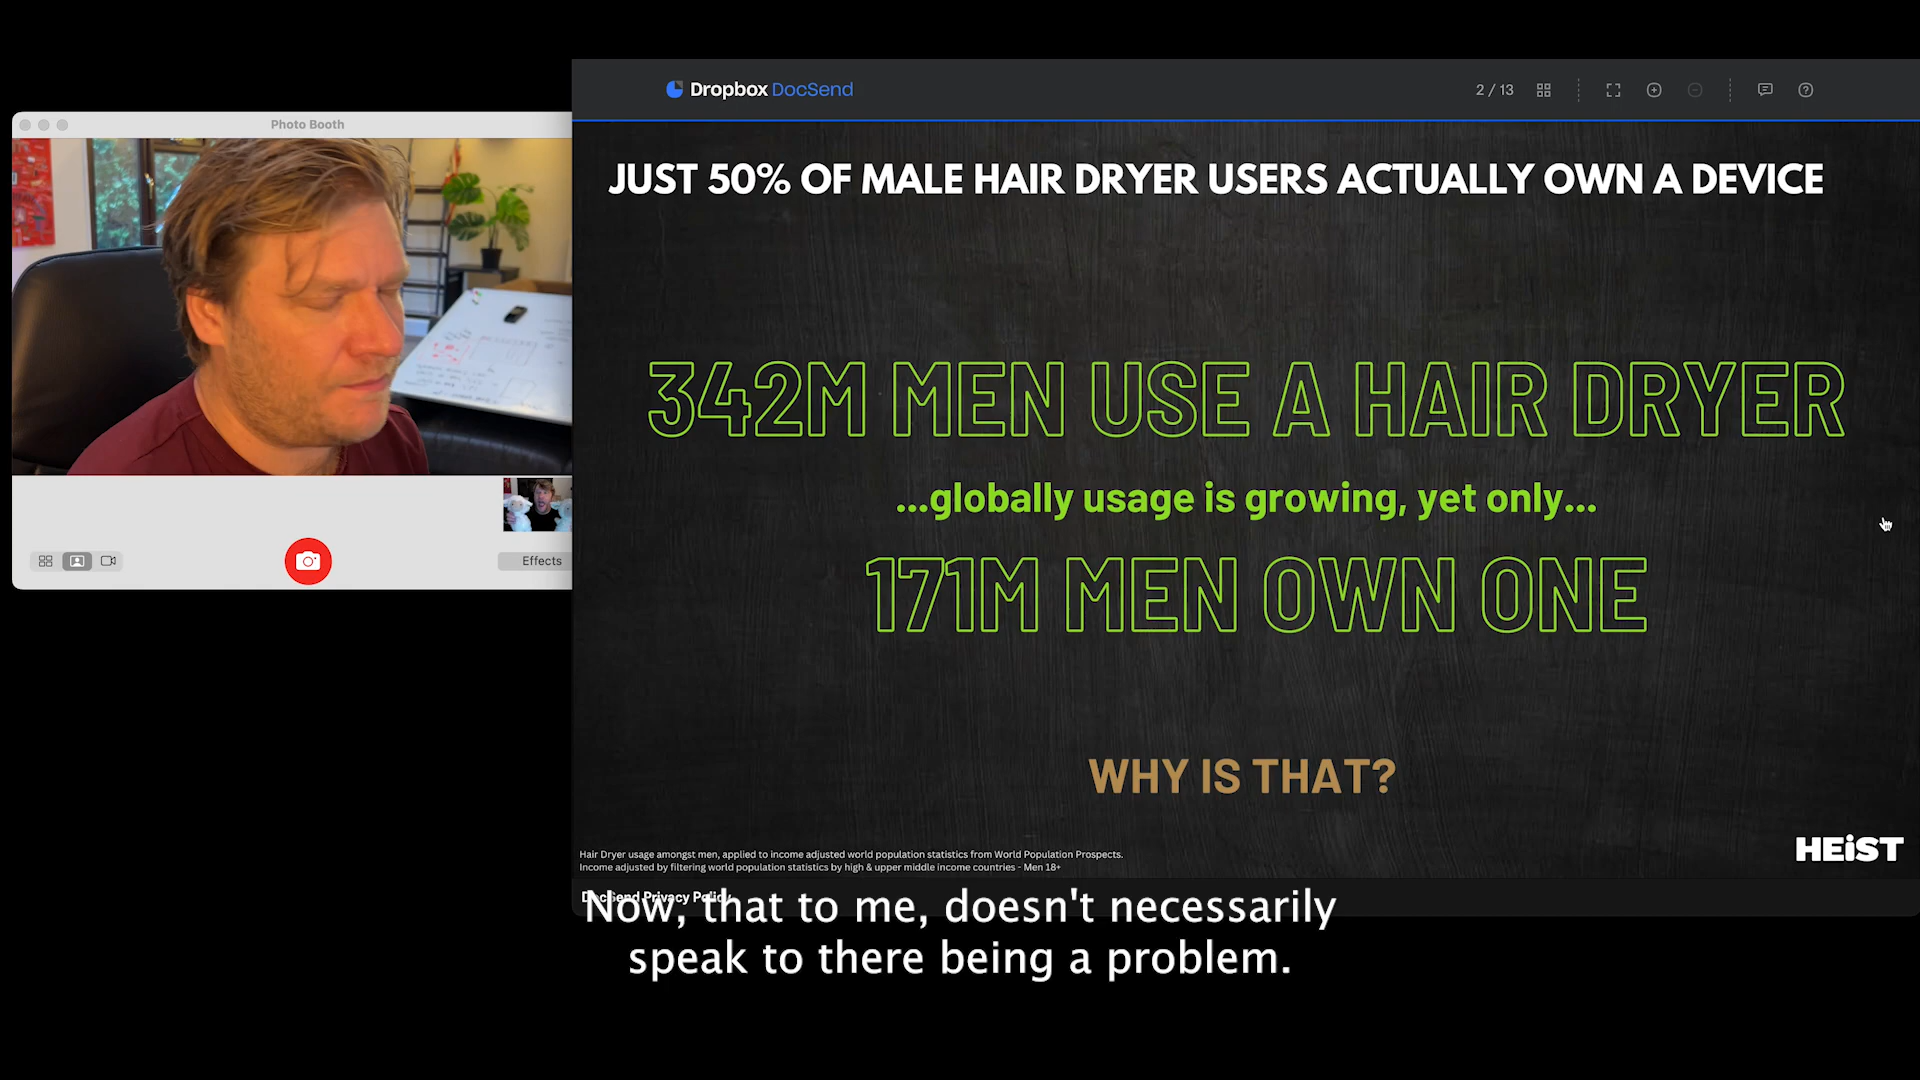 Dropbox DocSend
2 / 13
Photo Booth
JUST 50% OF MALE HAIR DRYER USERS ACTUALLY OWN A DEVICE
342M MEN USE A HAIR DRYER
...globally usage is growing, yet only...
171M MEN OWN ONE
Effects
WHY IS THAT?
HEiST
Hair Dryer usage amongst men, applied to income adjusted world population statistics from World Population Prospects.
Income adjusted by filtering world population statistics by high & upper middle income countries - Men 18+
DocSend Privacy Policy
Now, that to me, doesn't necessarily
speak to there being a problem.